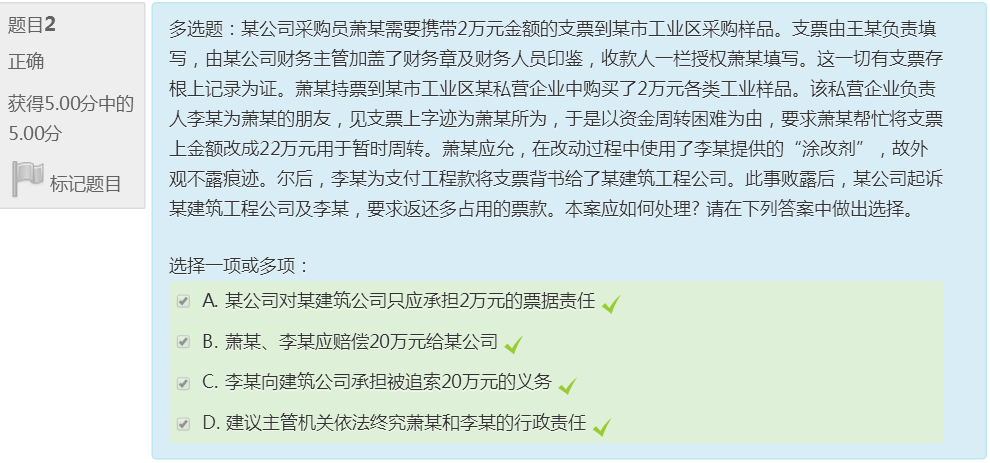 题目2
正确
获得5.00分中的
5.00分
标记题目
多选题：某公司采购员萧某需要携带2万元金额的支票到某市工业区采购样品。支票由王某负责填
写，由某公司财务主管加盖了财务章及财务人员印鉴，收款人一栏授权萧某填写。这一切有支票存
根上记录为证。萧某持票到某市工业区某私营企业中购买了2万元各类工业样品。该私营企业负责
人李某为萧某的朋友，见支票上字迹为萧某所为，于是以资金周转困难为由，要求萧某帮忙将支票
上金额改成22万元用于暂时周转。萧某应允，在改动过程中使用了李某提供的“涂改剂”，故外
观不露痕迹。尔后，李某为支付工程款将支票背书给了某建筑工程公司。此事败露后，某公司起诉
某建筑工程公司及李某，要求返还多占用的票款。本案应如何处理? 请在下列答案中做出选择。
选择一项或多项：
A. 某公司对某建筑公司只应承担2万元的票据责任
B. 萧某、李某应赔偿20万元给某公司
C. 李某向建筑公司承担被追索20万元的义务
D. 建议主管机关依法终究萧某和李某的行政责任